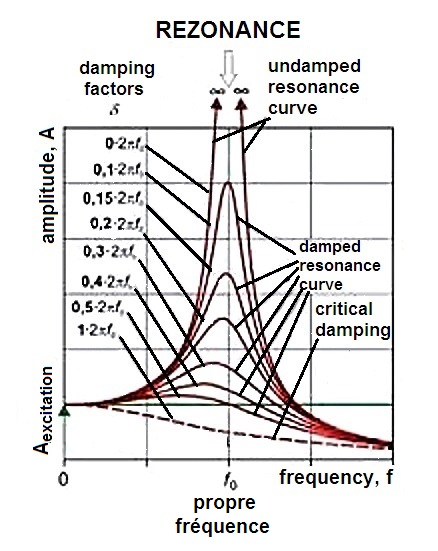 REZONANCE
damping
factors
δ
undamped
resonance
curve
∞ ∞
amplitude, A
0·2πf₀
0,1·2πf₀
0,15·2πf₀
0,2·2πf₀
0,3·2πf₀
0,4·2πf₀
0,5·2πf₀
1·2πf₀
damped
resonance
curve
critical
damping
Aexcitation
0
f₀
frequency, f
propre
fréquence